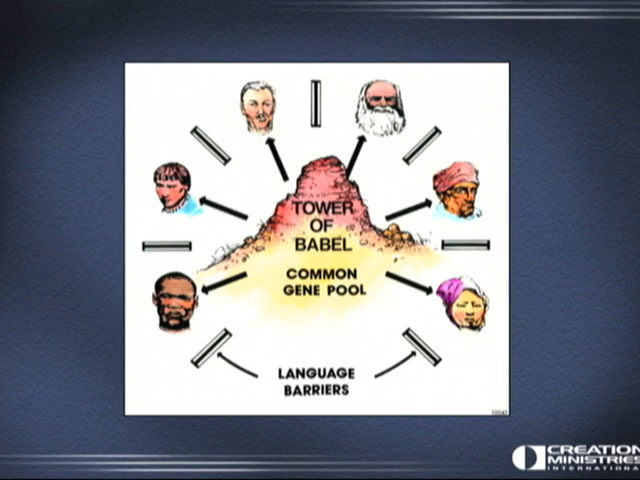 TOWER
OF
BABEL
COMMON
GENE POOL
LANGUAGE
BARRIERS
CREATION
MINISTRIES
INTERNATIONAL